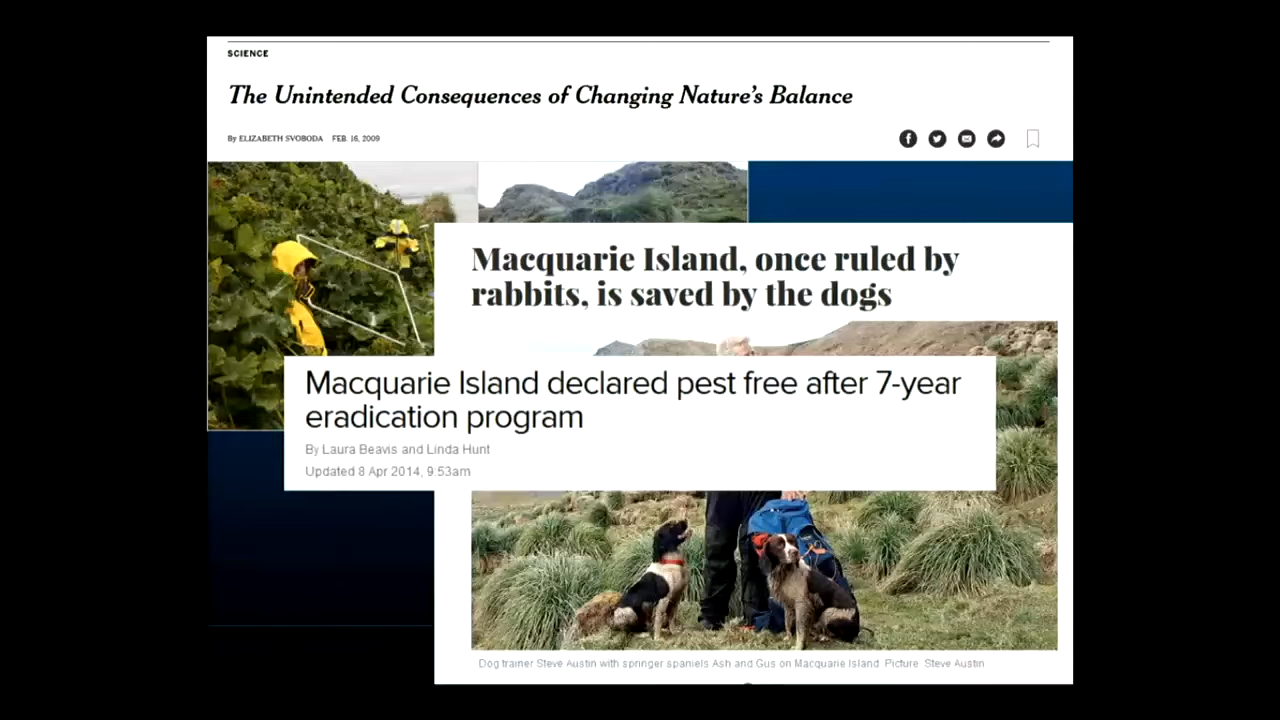 SCIENCE
The Unintended Consequences of Changing Nature's Balance
By ELIZABETH SVOBODA FEB. 16, 2009
Macquarie Island, once ruled by
rabbits, is saved by the dogs
Macquarie Island declared pest free after 7-year
eradication program
By Laura Beavis and Linda Hunt
Updated 8 Apr 2014, 9:53am
Dog trainer Steve Austin with springer spaniels Ash and Gus on Macquarie Island. Picture: Steve Austin